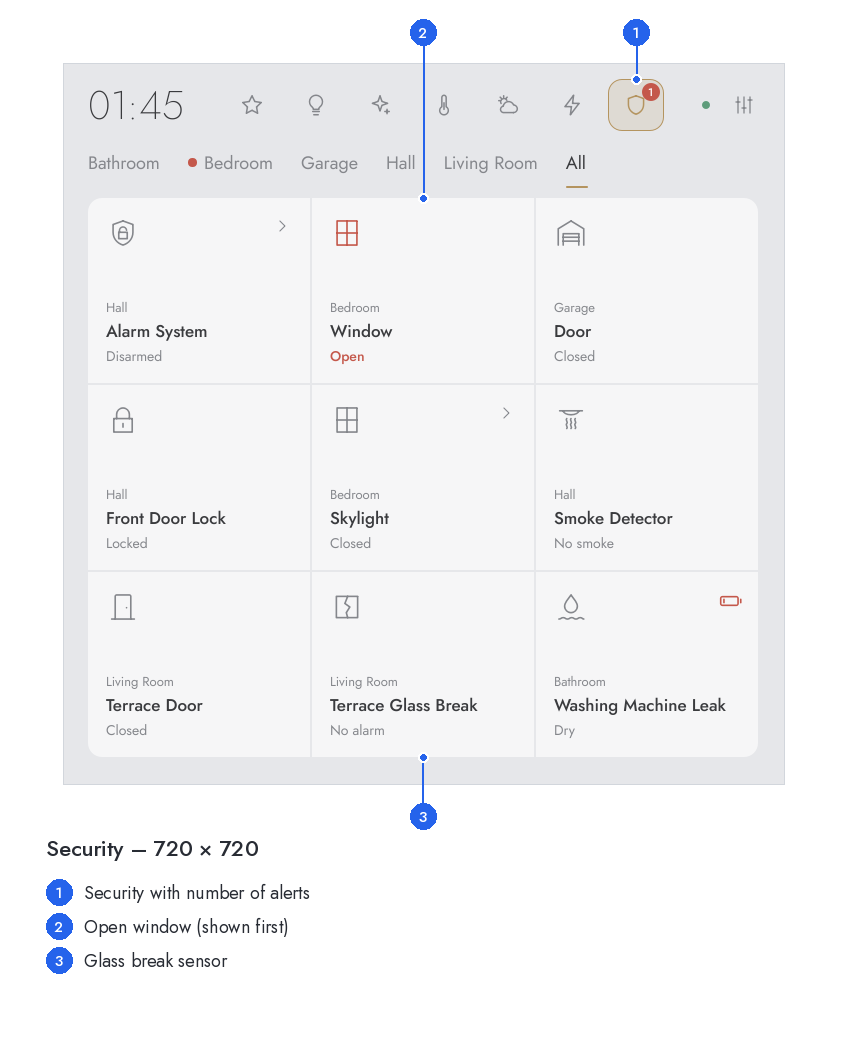 2 1
01:45 1
Bathroom Bedroom Garage Hall Living Room All
Hall
Alarm System
Disarmed
Bedroom
Window
Open
Garage
Door
Closed
Hall
Front Door Lock
Locked
Bedroom
Skylight
Closed
Hall
Smoke Detector
No smoke
Living Room
Terrace Door
Closed
Living Room
Terrace Glass Break
No alarm
Bathroom
Washing Machine Leak
Dry
3
Security – 720 × 720
1 Security with number of alerts
2 Open window (shown first)
3 Glass break sensor